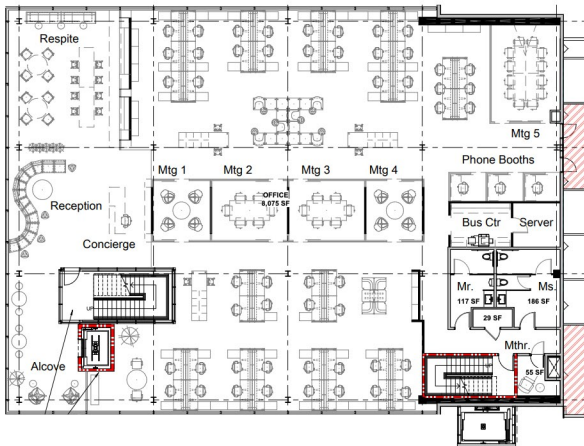 Respite
Mtg 5
Mtg 1
Mtg 2
Mtg 3
Mtg 4
Phone Booths
OFFICE
8,075 SF
Reception
Concierge
Bus Ctr
Server
Mr.
117 SF
Ms.
186 SF
29 SF
UP
Mthr.
55 SF
Alcove